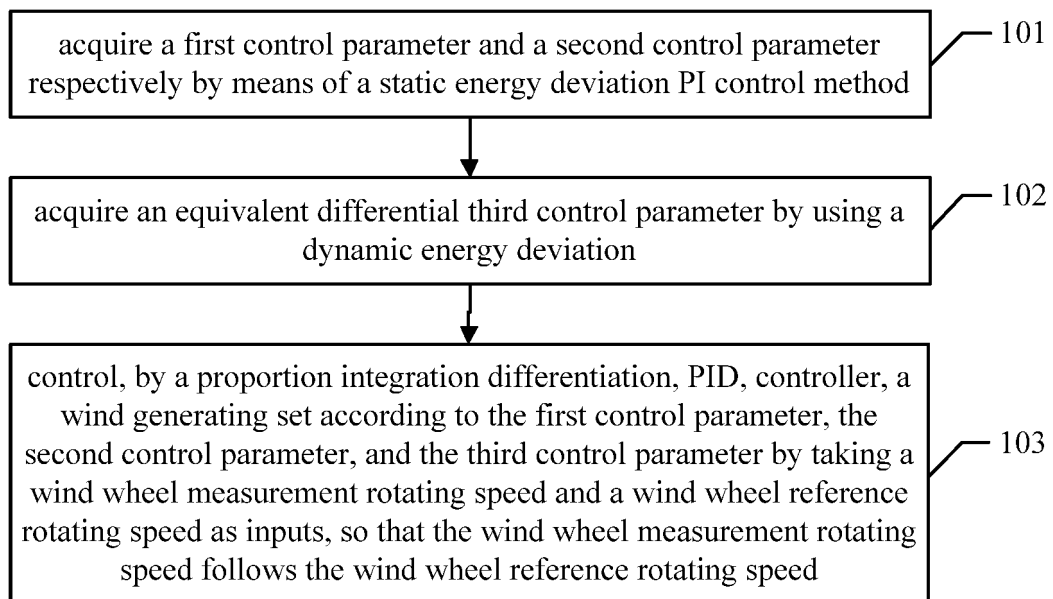 acquire a first control parameter and a second control parameter
respectively by means of a static energy deviation PI control method
101
acquire an equivalent differential third control parameter by using a
dynamic energy deviation
102
control, by a proportion integration differentiation, PID, controller, a
wind generating set according to the first control parameter, the
second control parameter, and the third control parameter by taking a
wind wheel measurement rotating speed and a wind wheel reference
rotating speed as inputs, so that the wind wheel measurement rotating
speed follows the wind wheel reference rotating speed
103